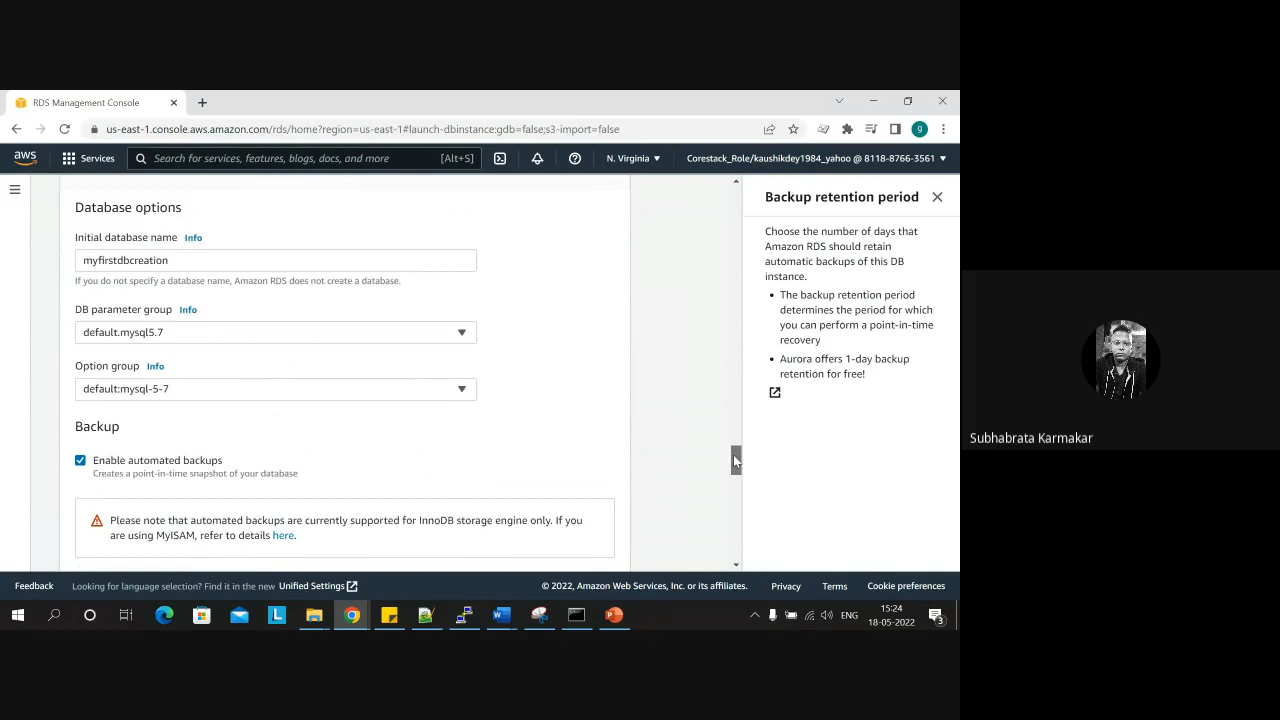 RDS Management Console
us-east-1.console.aws.amazon.com/rds/home?region=us-east-1#launch-dbinstance:gdb=false;s3-import=false
g
aws
Services
Search for services, features, blogs, docs, and more
[Alt+S]
N. Virginia
Corestack_Role/kaushikdey1984_yahoo @ 8118-8766-3561
Database options
Initial database name Info
myfirstdbcreation
If you do not specify a database name, Amazon RDS does not create a database.
DB parameter group Info
default.mysql5.7
Option group Info
default:mysql-5-7
Backup
Enable automated backups
Creates a point-in-time snapshot of your database
Please note that automated backups are currently supported for InnoDB storage engine only. If you
are using MyISAM, refer to details here.
Backup retention period
Choose the number of days that
Amazon RDS should retain
automatic backups of this DB
instance.
The backup retention period
determines the period for which
you can perform a point-in-time
recovery
Aurora offers 1-day backup
retention for free!
Subhabrata Karmakar
Feedback
Looking for language selection? Find it in the new Unified Settings
© 2022, Amazon Web Services, Inc. or its affiliates.
Privacy
Terms
Cookie preferences
L
W
P
ENG
15:24
18-05-2022
3